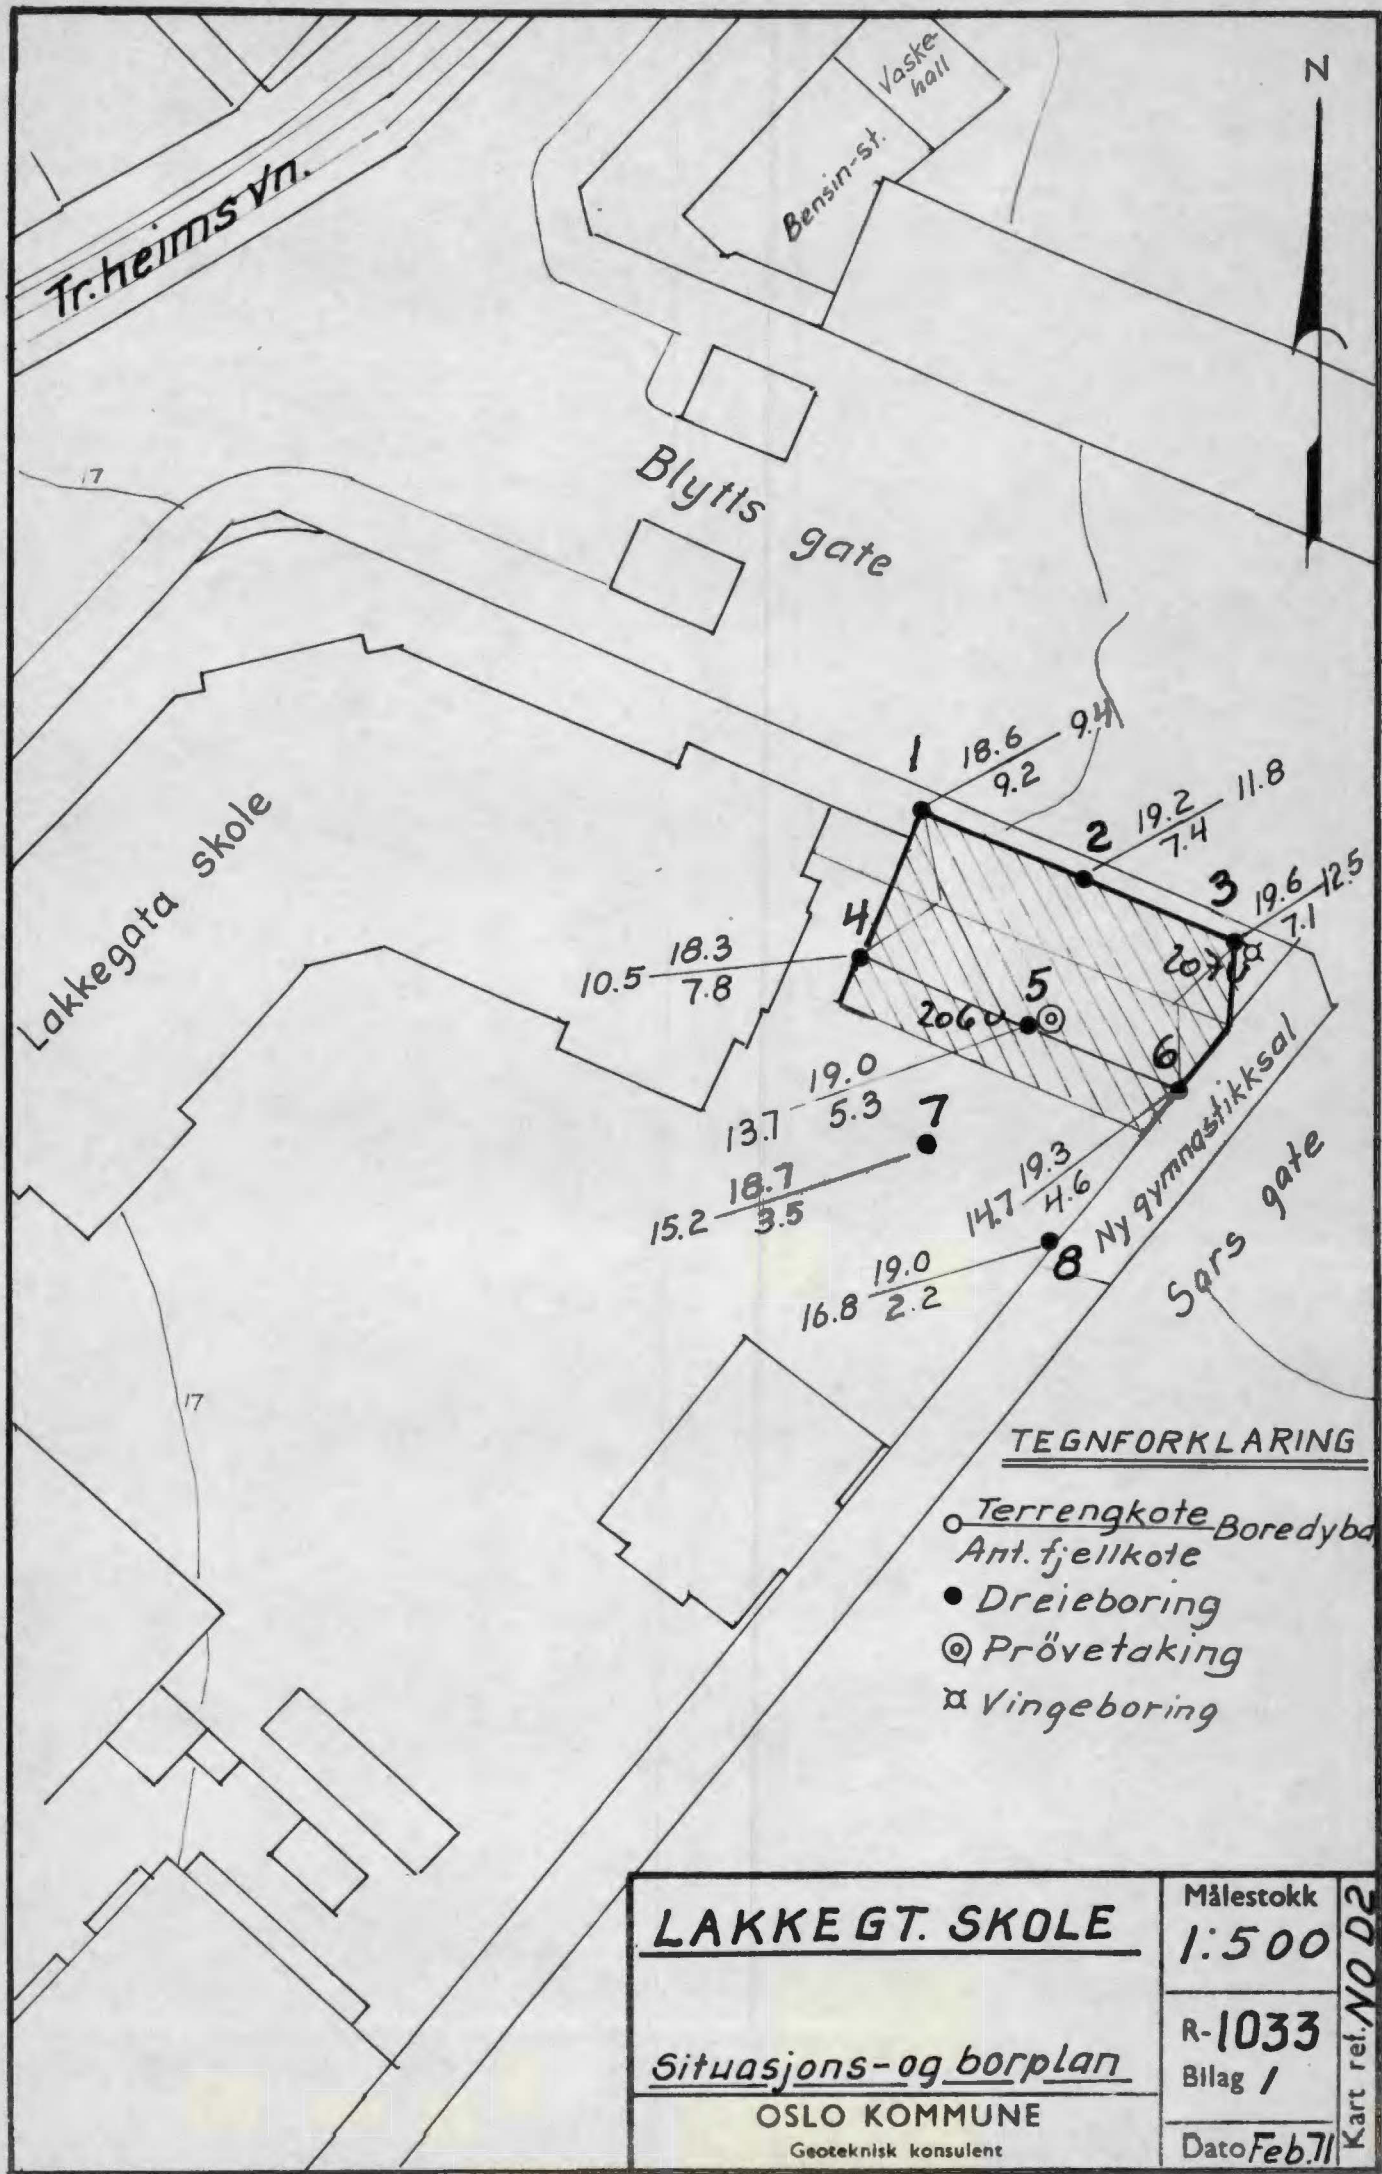 N
Vaske-
hall
Bensin-st.
Tr.heimsvn.
17
Blytts gate
Lakkegata skole
1
18.6 9.4
9.2
2
19.2 11.8
7.4
3
19.6 12.5
7.1
207
4
10.5 18.3
7.8
206
5
13.7 19.0
5.3
6
14.7 19.3
4.6
7
15.2 18.7
3.5
8
16.8 19.0
2.2
Ny gymnastikksal
Sars gate
17
TEGNFORKLARING
Terrengkote Boredybd
Ant. fjellkote
Dreieboring
Prövetaking
Vingeboring
LAKKEGT. SKOLE
Situasjons-og borplan
OSLO KOMMUNE
Geoteknisk konsulent
Målestokk
1:500
R-1033
Bilag 1
Dato Feb.71
Kart ref. NO D2